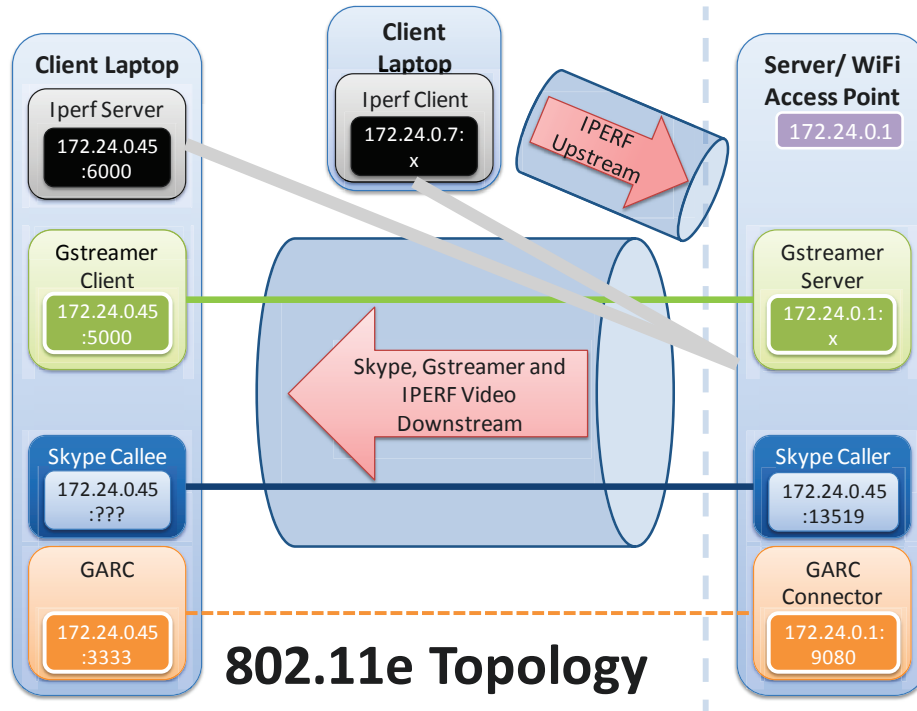 Client Laptop
Iperf Server
172.24.0.45
:6000
Gstreamer
Client
172.24.0.45
:5000
Skype Callee
172.24.0.45
:???
GARC
172.24.0.45
:3333
Client
Laptop
Iperf Client
172.24.0.7:
x
IPERF
Upstream
Skype, Gstreamer and
IPERF Video
Downstream
Server/ WiFi
Access Point
172.24.0.1
Gstreamer
Server
172.24.0.1:
x
Skype Caller
172.24.0.45
:13519
GARC
Connector
172.24.0.1:
9080
802.11e Topology